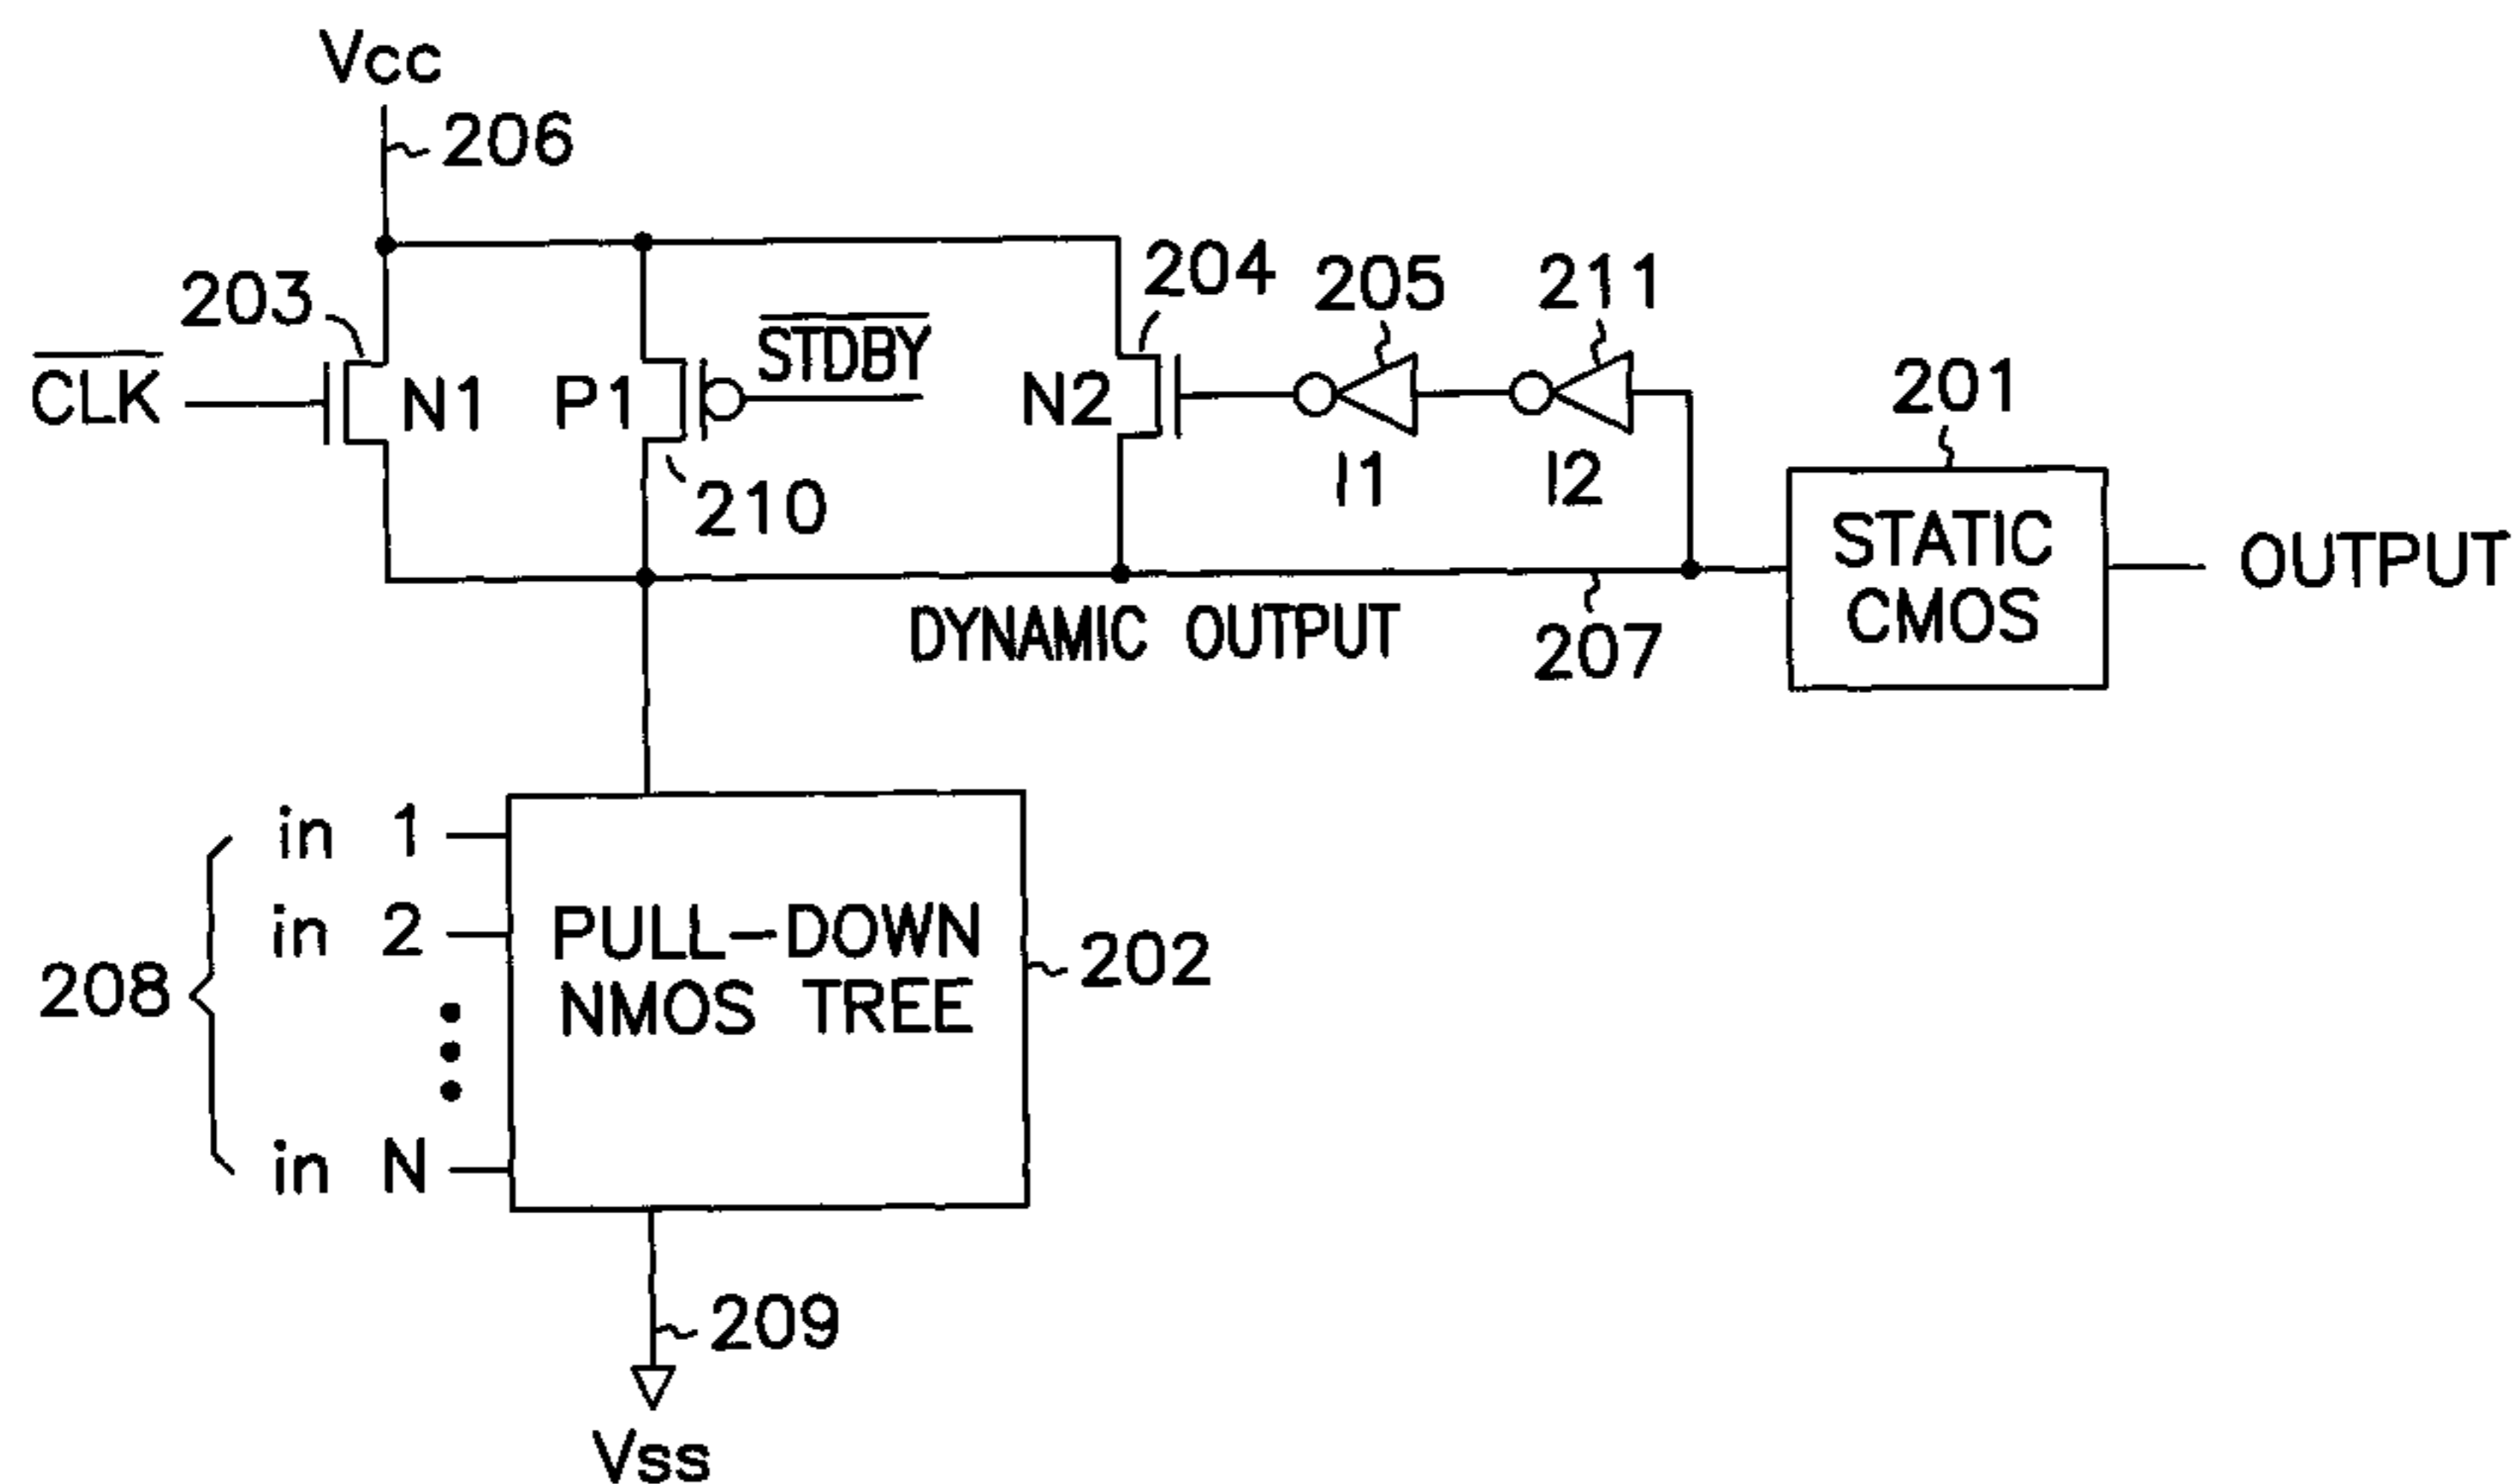 Vcc
206
203
204
205
211
STDBY
CLK
N1
P1
N2
201
I1
I2
210
STATIC
CMOS
OUTPUT
DYNAMIC OUTPUT
207
in 1
in 2
208
in N
PULL-DOWN
NMOS TREE
202
209
Vss